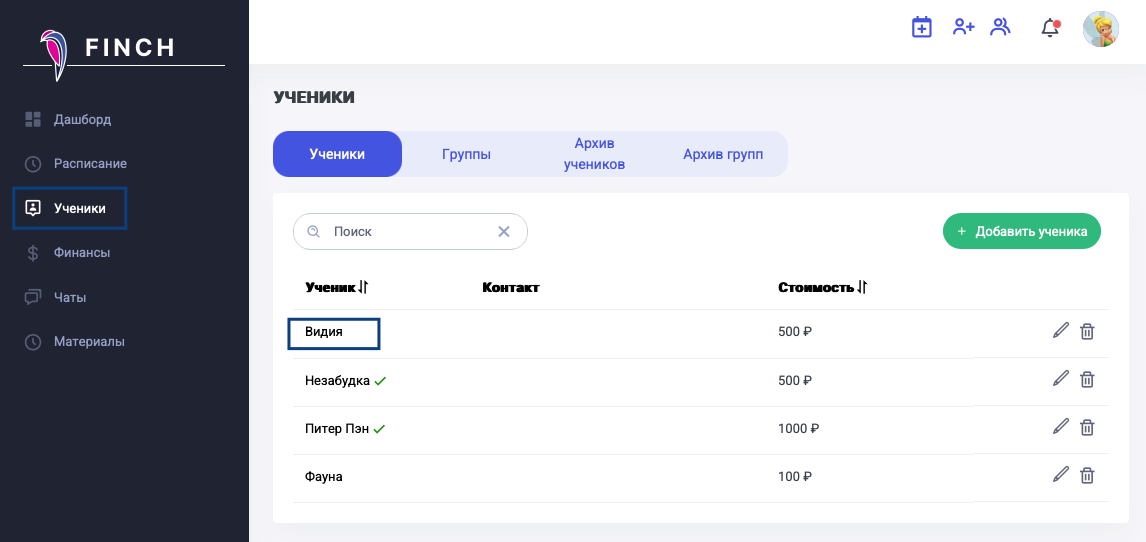 FINCH
Дашборд
Расписание
Ученики
Финансы
Чаты
Материалы
УЧЕНИКИ
Ученики
Группы
Архив
учеников
Архив групп
Поиск
+ Добавить ученика
Ученик Контакт Стоимость
Видия 500 ₽
Незабудка 500 ₽
Питер Пэн 1000 ₽
Фауна 100 ₽